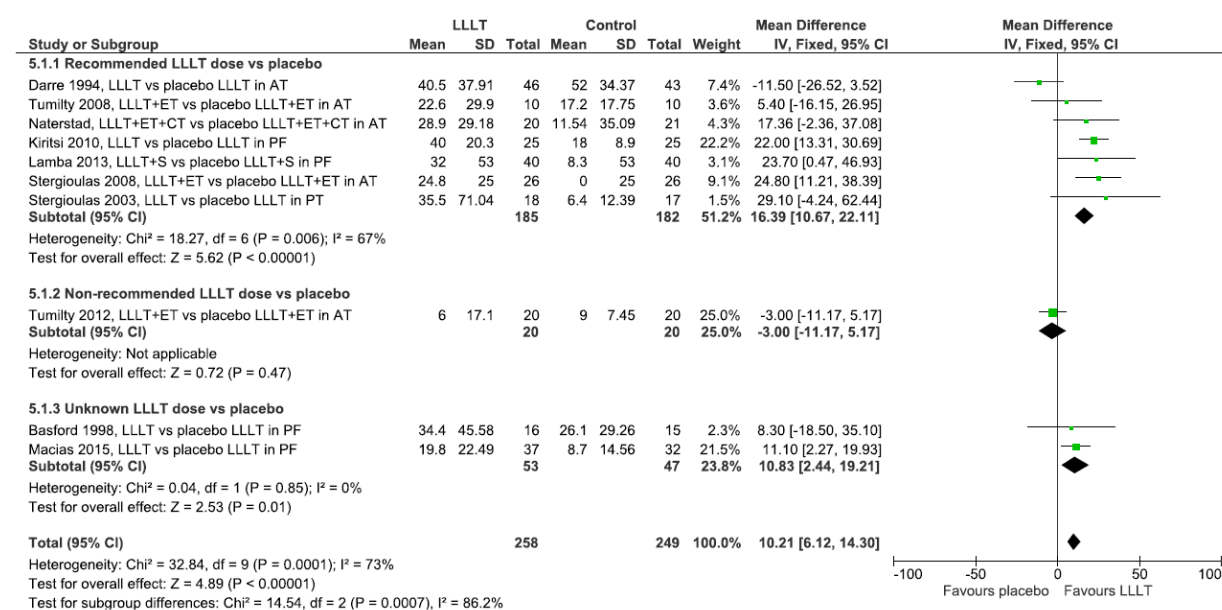 LLLT Control Mean Difference Mean Difference
Study or Subgroup Mean SD Total Mean SD Total Weight IV, Fixed, 95% CI IV, Fixed, 95% CI
5.1.1 Recommended LLLT dose vs placebo
Darre 1994, LLLT vs placebo LLLT in AT 40.5 37.91 46 52 34.37 43 7.4% -11.50 [-26.52, 3.52]
Tumilty 2008, LLLT+ET vs placebo LLLT+ET in AT 22.6 29.9 10 17.2 17.75 10 3.6% 5.40 [-16.15, 26.95]
Naterstad, LLLT+ET+CT vs placebo LLLT+ET+CT in AT 28.9 29.18 20 11.54 35.09 21 4.3% 17.36 [-2.36, 37.08]
Kiritsi 2010, LLLT vs placebo LLLT in PF 40 20.3 25 18 8.9 25 22.2% 22.00 [13.31, 30.69]
Lamba 2013, LLLT+S vs placebo LLLT+S in PF 32 53 40 8.3 53 40 3.1% 23.70 [0.47, 46.93]
Stergioulas 2008, LLLT+ET vs placebo LLLT+ET in AT 24.8 25 26 0 25 26 9.1% 24.80 [11.21, 38.39]
Stergioulas 2003, LLLT vs placebo LLLT in PT 35.5 71.04 18 6.4 12.39 17 1.5% 29.10 [-4.24, 62.44]
Subtotal (95% CI) 185 182 51.2% 16.39 [10.67, 22.11]
Heterogeneity: Chi² = 18.27, df = 6 (P = 0.006); I² = 67%
Test for overall effect: Z = 5.62 (P < 0.00001)
5.1.2 Non-recommended LLLT dose vs placebo
Tumilty 2012, LLLT+ET vs placebo LLLT+ET in AT 6 17.1 20 9 7.45 20 25.0% -3.00 [-11.17, 5.17]
Subtotal (95% CI) 20 20 25.0% -3.00 [-11.17, 5.17]
Heterogeneity: Not applicable
Test for overall effect: Z = 0.72 (P = 0.47)
5.1.3 Unknown LLLT dose vs placebo
Basford 1998, LLLT vs placebo LLLT in PF 34.4 45.58 16 26.1 29.26 15 2.3% 8.30 [-18.50, 35.10]
Macias 2015, LLLT vs placebo LLLT in PF 19.8 22.49 37 8.7 14.56 32 21.5% 11.10 [2.27, 19.93]
Subtotal (95% CI) 53 47 23.8% 10.83 [2.44, 19.21]
Heterogeneity: Chi² = 0.04, df = 1 (P = 0.85); I² = 0%
Test for overall effect: Z = 2.53 (P = 0.01)
Total (95% CI) 258 249 100.0% 10.21 [6.12, 14.30]
Heterogeneity: Chi² = 32.84, df = 9 (P = 0.0001); I² = 73%
Test for overall effect: Z = 4.89 (P < 0.00001)
Test for subgroup differences: Chi² = 14.54, df = 2 (P = 0.0007), I² = 86.2%
-100 -50 0 50 100
Favours placebo Favours LLLT